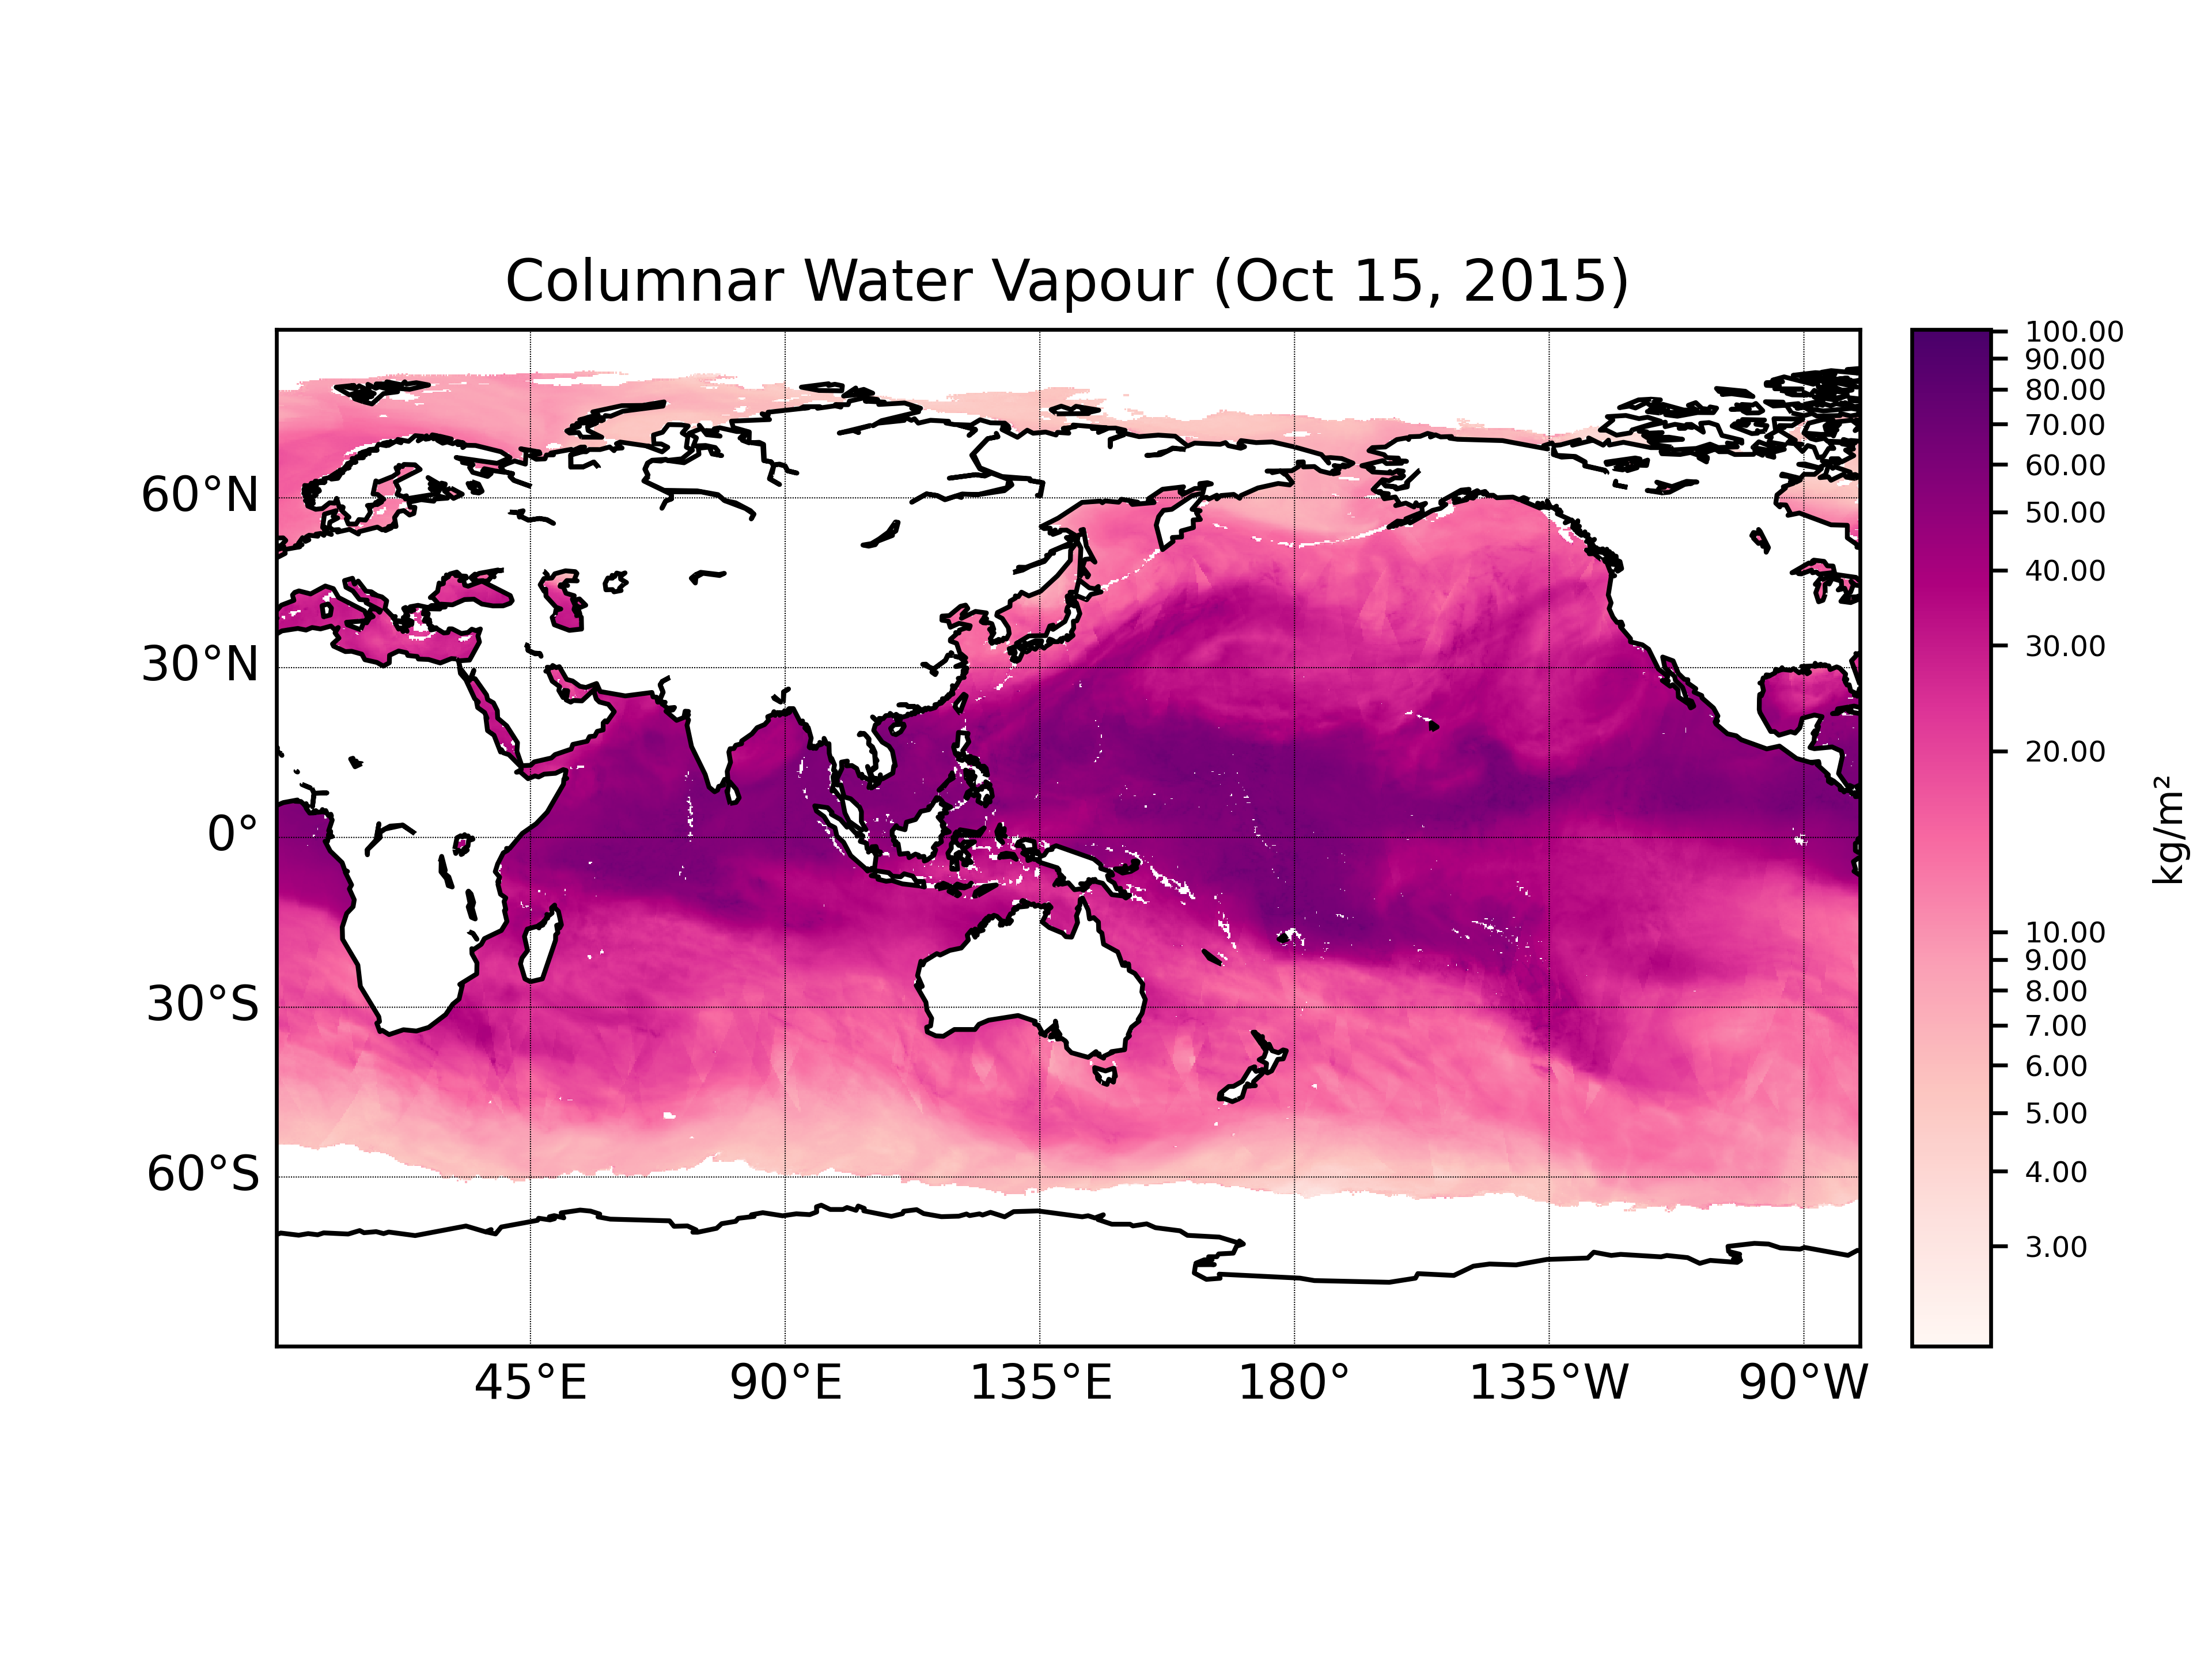 Columnar Water Vapour (Oct 15, 2015)
60°N
30°N
0°
30°S
60°S
45°E
90°E
135°E
180°
135°W
90°W
100.00
90.00
80.00
70.00
60.00
50.00
40.00
30.00
20.00
10.00
9.00
8.00
7.00
6.00
5.00
4.00
3.00
kg/m²